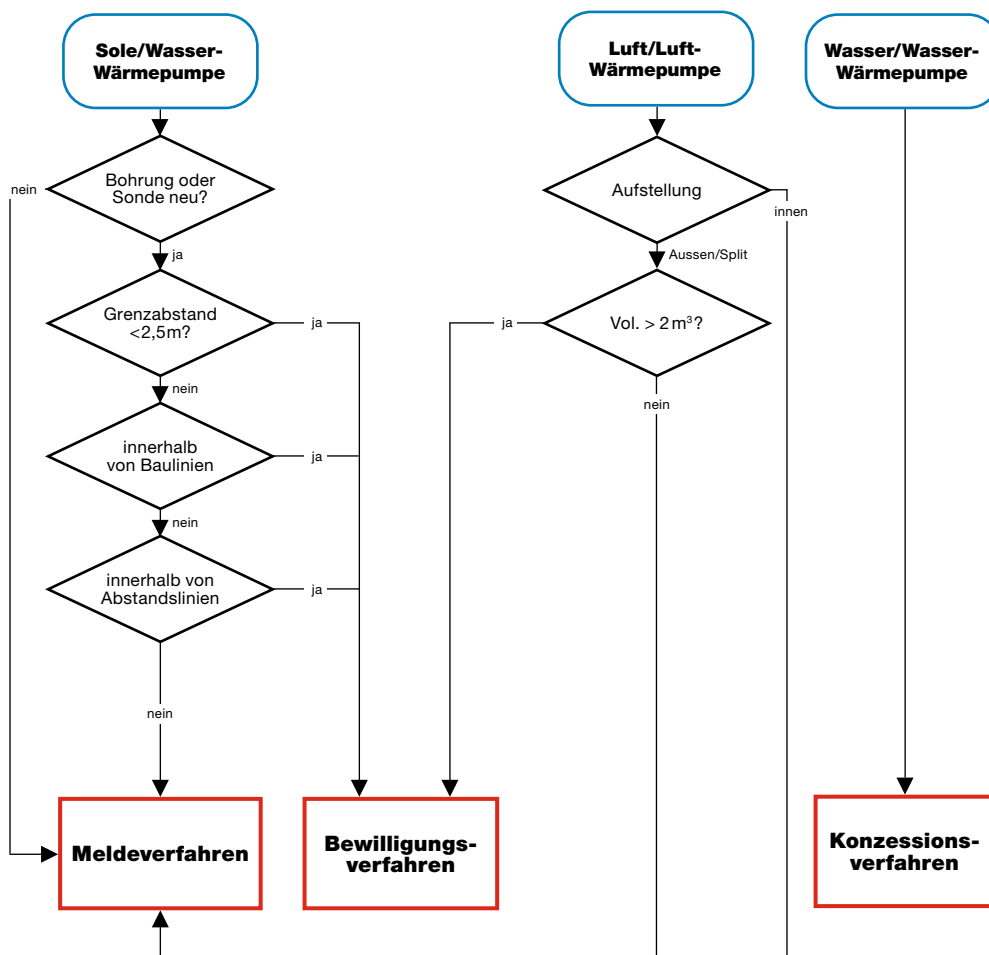 Sole/Wasser-
Wärmepumpe
Luft/Luft-
Wärmepumpe
Wasser/Wasser-
Wärmepumpe
nein
Bohrung oder
Sonde neu?
Aufstellung
innen
ja
Aussen/Split
Grenzabstand
<2,5m?
ja
ja
Vol. > 2 m³?
nein
nein
innerhalb
von Baulinien
ja
nein
innerhalb von
Abstandslinien
ja
nein
Meldeverfahren
Bewilligungs-
verfahren
Konzessions-
verfahren